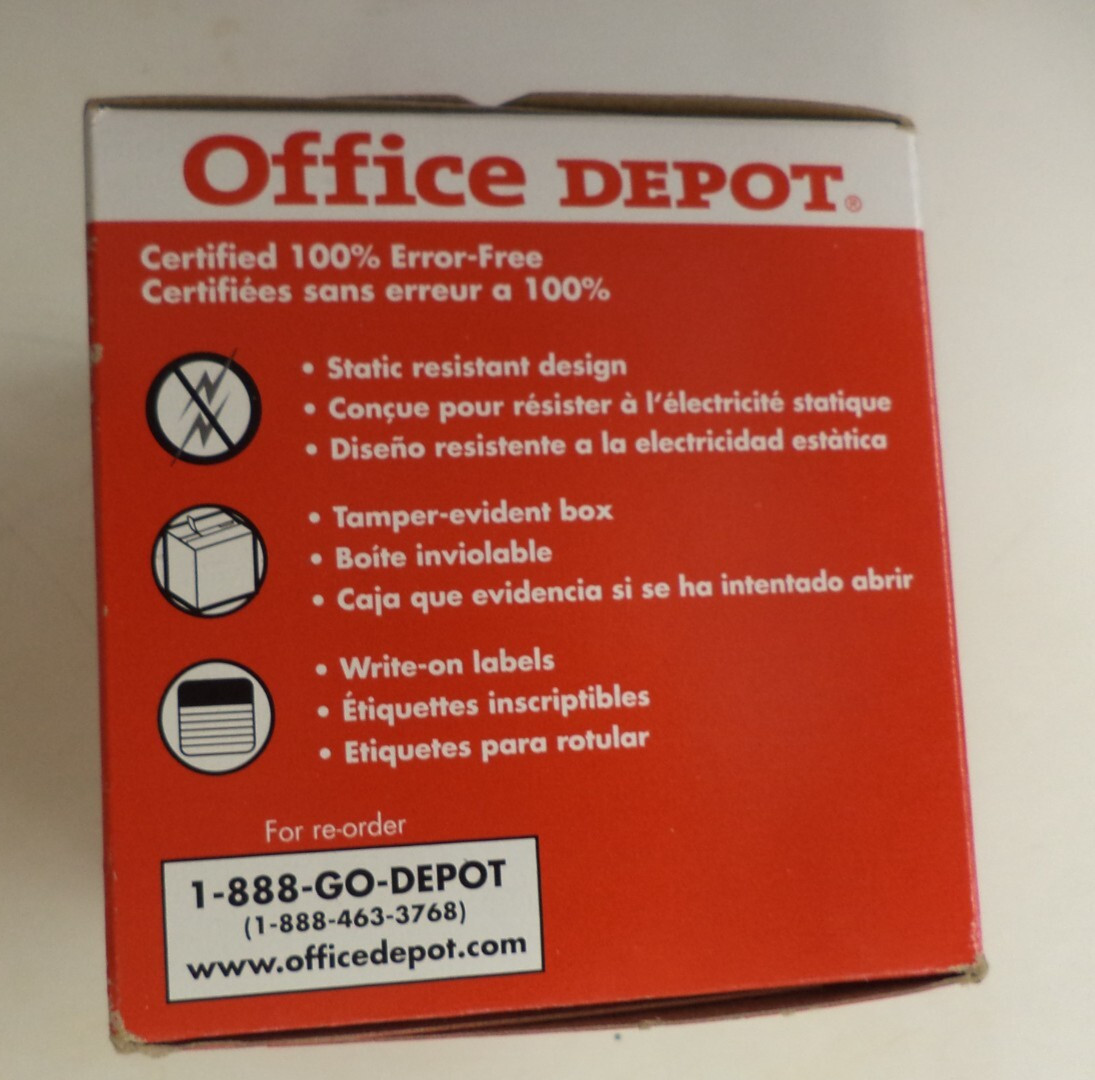 Office DEPOT®
Certified 100% Error-Free
Certifiées sans erreur a 100%
• Static resistant design
• Conçue pour résister à l'électricité statique
• Diseño resistente a la electricidad estàtica
• Tamper-evident box
• Boíte inviolable
• Caja que evidencia si se ha intentado abrir
• Write-on labels
• Étiquettes inscriptibles
• Etiquetes para rotular
For re-order
1-888-GO-DEPOT
(1-888-463-3768)
www.officedepot.com